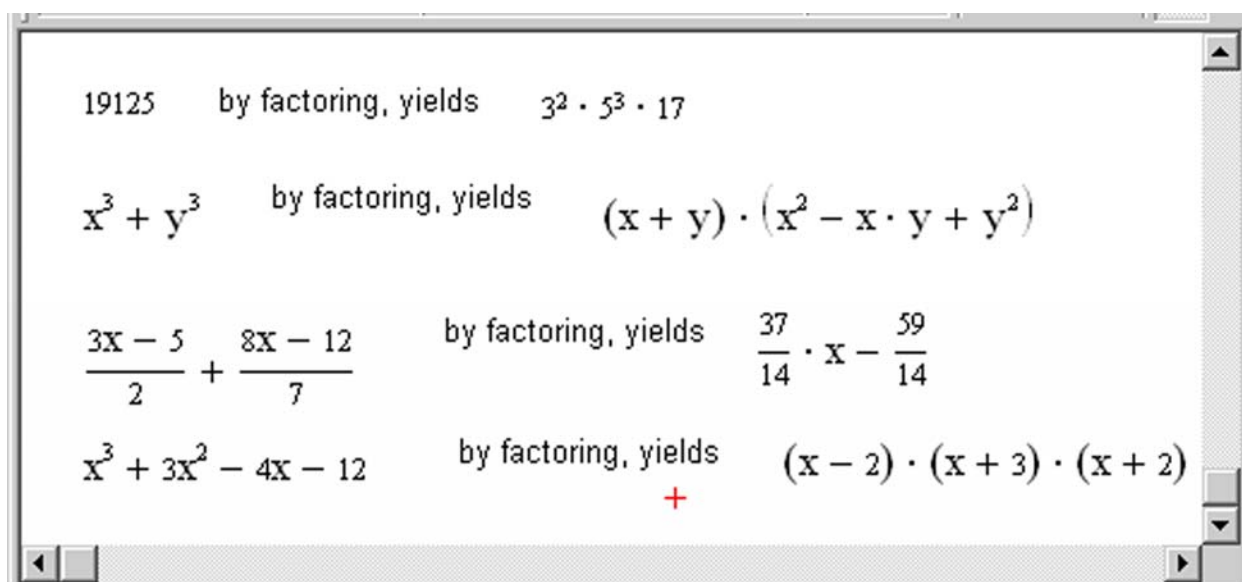 19125 by factoring, yields 3² · 5³ · 17
x³ + y³ by factoring, yields (x + y) · (x² − x · y + y²)
(3x − 5)/2 + (8x − 12)/7 by factoring, yields 37/14 · x − 59/14
x³ + 3x² − 4x − 12 by factoring, yields (x − 2) · (x + 3) · (x + 2)